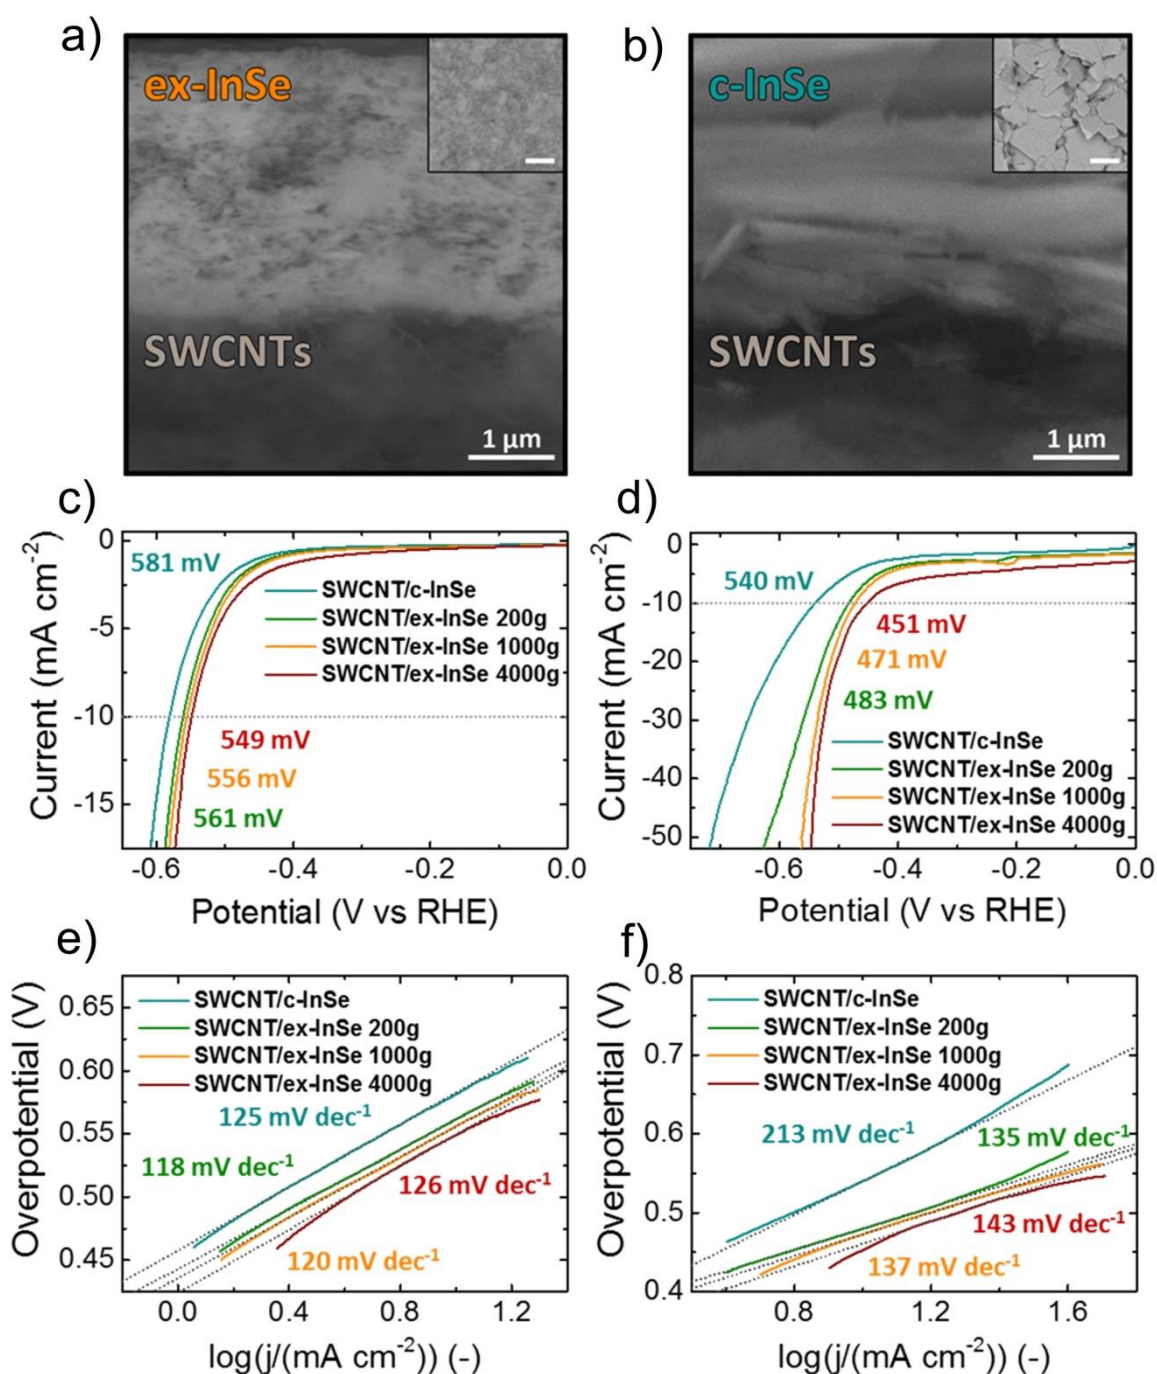 a)
ex-InSe
SWCNTs
1 µm
b)
c-InSe
SWCNTs
1 µm
c)
Current (mA cm⁻²)
0
-5
-10
-15
581 mV
SWCNT/c-InSe
SWCNT/ex-InSe 200g
SWCNT/ex-InSe 1000g
SWCNT/ex-InSe 4000g
549 mV
556 mV
561 mV
-0.6
-0.4
-0.2
0.0
Potential (V vs RHE)
d)
Current (mA cm⁻²)
0
-10
-20
-30
-40
-50
540 mV
451 mV
471 mV
483 mV
SWCNT/c-InSe
SWCNT/ex-InSe 200g
SWCNT/ex-InSe 1000g
SWCNT/ex-InSe 4000g
-0.6
-0.4
-0.2
0.0
Potential (V vs RHE)
e)
Overpotential (V)
0.65
0.60
0.55
0.50
0.45
SWCNT/c-InSe
SWCNT/ex-InSe 200g
SWCNT/ex-InSe 1000g
SWCNT/ex-InSe 4000g
125 mV dec⁻¹
118 mV dec⁻¹
126 mV dec⁻¹
120 mV dec⁻¹
0.0
0.4
0.8
1.2
log(j/(mA cm⁻²)) (-)
f)
Overpotential (V)
0.8
0.7
0.6
0.5
0.4
SWCNT/c-InSe
SWCNT/ex-InSe 200g
SWCNT/ex-InSe 1000g
SWCNT/ex-InSe 4000g
213 mV dec⁻¹
135 mV dec⁻¹
143 mV dec⁻¹
137 mV dec⁻¹
0.8
1.2
1.6
log(j/(mA cm⁻²)) (-)